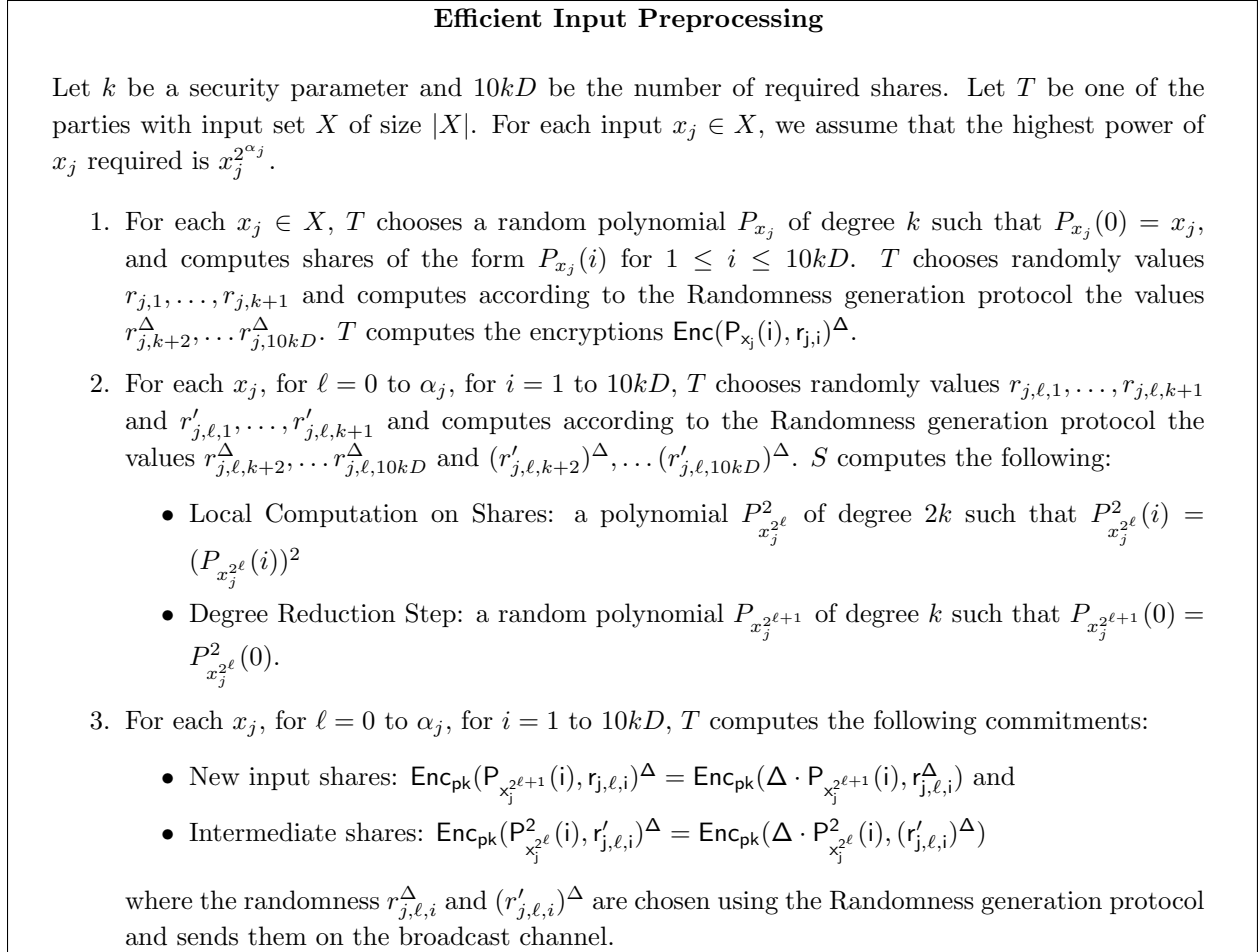 Efficient Input Preprocessing
Let k be a security parameter and 10kD be the number of required shares. Let T be one of the
parties with input set X of size |X|. For each input x_j ∈ X, we assume that the highest power of
x_j required is x_j^{2^{α_j}}.
1. For each x_j ∈ X, T chooses a random polynomial P_{x_j} of degree k such that P_{x_j}(0) = x_j,
and computes shares of the form P_{x_j}(i) for 1 ≤ i ≤ 10kD. T chooses randomly values
r_{j,1}, . . . , r_{j,k+1} and computes according to the Randomness generation protocol the values
r^Δ_{j,k+2}, . . . r^Δ_{j,10kD}. T computes the encryptions Enc(P_{x_j}(i), r_{j,i})^Δ.
2. For each x_j, for ℓ = 0 to α_j, for i = 1 to 10kD, T chooses randomly values r_{j,ℓ,1}, . . . , r_{j,ℓ,k+1}
and r'_{j,ℓ,1}, . . . , r'_{j,ℓ,k+1} and computes according to the Randomness generation protocol the
values r^Δ_{j,ℓ,k+2}, . . . r^Δ_{j,ℓ,10kD} and (r'_{j,ℓ,k+2})^Δ, . . . (r'_{j,ℓ,10kD})^Δ. S computes the following:
• Local Computation on Shares: a polynomial P^2_{x_j^{2^ℓ}} of degree 2k such that P^2_{x_j^{2^ℓ}}(i) =
(P_{x_j^{2^ℓ}}(i))^2
• Degree Reduction Step: a random polynomial P_{x_j^{2^{ℓ+1}}} of degree k such that P_{x_j^{2^{ℓ+1}}}(0) =
P^2_{x_j^{2^ℓ}}(0).
3. For each x_j, for ℓ = 0 to α_j, for i = 1 to 10kD, T computes the following commitments:
• New input shares: Enc_{pk}(P_{x_j^{2^{ℓ+1}}}(i), r_{j,ℓ,i})^Δ = Enc_{pk}(Δ · P_{x_j^{2^{ℓ+1}}}(i), r^Δ_{j,ℓ,i}) and
• Intermediate shares: Enc_{pk}(P^2_{x_j^{2^ℓ}}(i), r'_{j,ℓ,i})^Δ = Enc_{pk}(Δ · P^2_{x_j^{2^ℓ}}(i), (r'_{j,ℓ,i})^Δ)
where the randomness r^Δ_{j,ℓ,i} and (r'_{j,ℓ,i})^Δ are chosen using the Randomness generation protocol
and sends them on the broadcast channel.